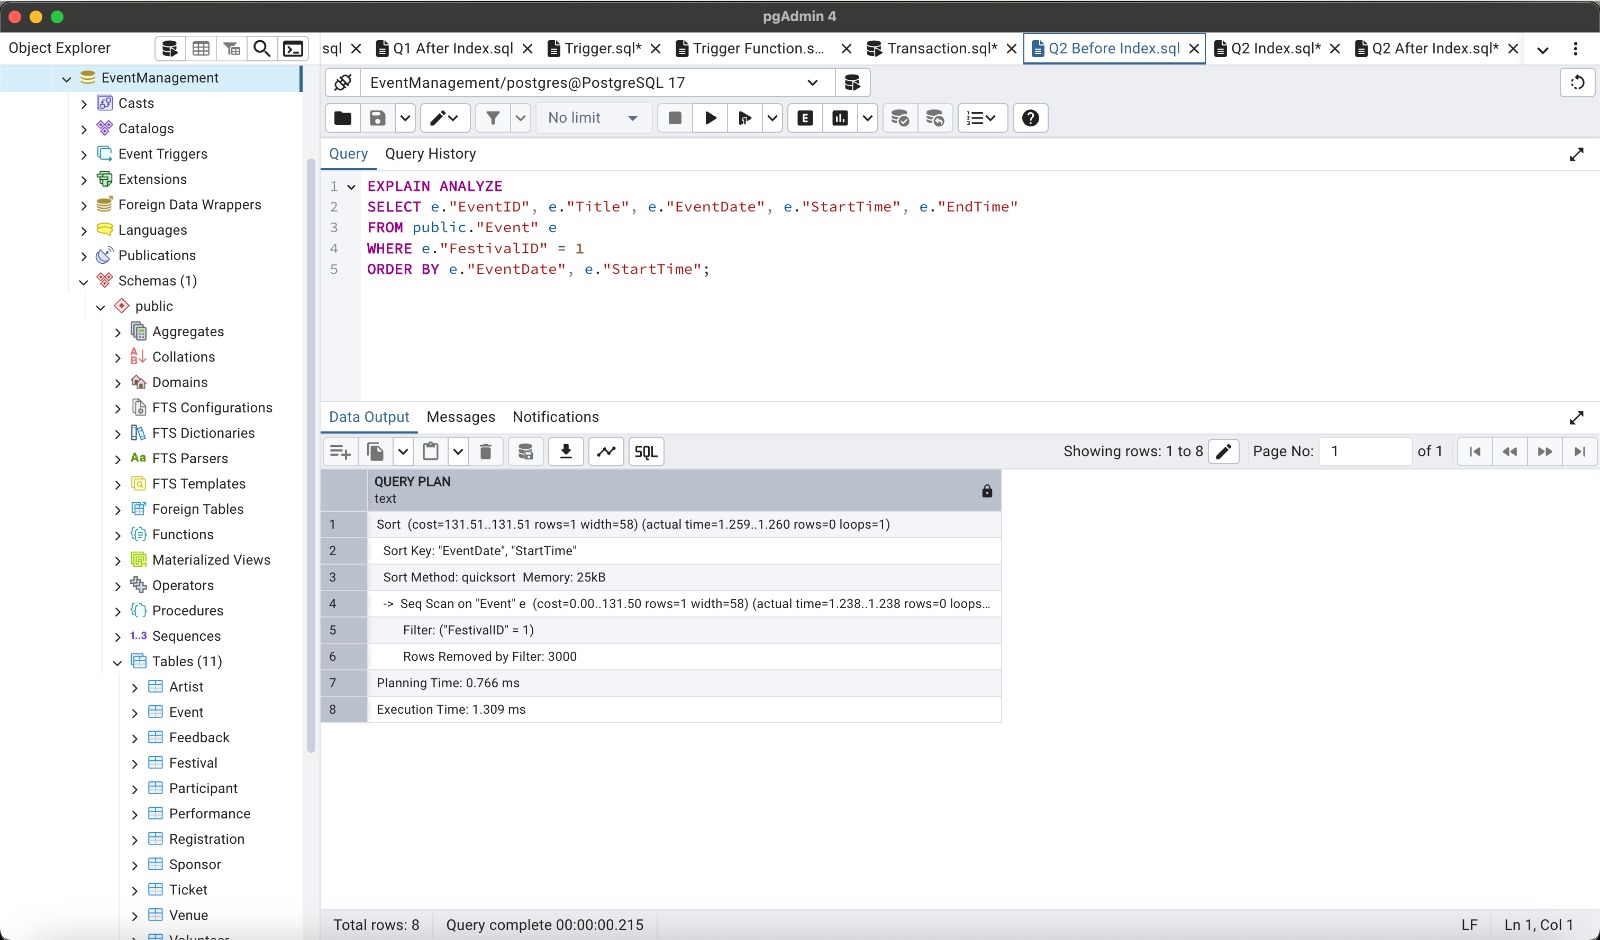 pgAdmin 4
Object Explorer
sql
Q1 After Index.sql
Trigger.sql*
Trigger Function.s...
Transaction.sql*
Q2 Before Index.sql
Q2 Index.sql*
Q2 After Index.sql*
EventManagement
Casts
Catalogs
Event Triggers
Extensions
Foreign Data Wrappers
Languages
Publications
Schemas (1)
public
Aggregates
Collations
Domains
FTS Configurations
FTS Dictionaries
Aa FTS Parsers
FTS Templates
Foreign Tables
Functions
Materialized Views
Operators
Procedures
1..3 Sequences
Tables (11)
Artist
Event
Feedback
Festival
Participant
Performance
Registration
Sponsor
Ticket
Venue
Volunteer
EventManagement/postgres@PostgreSQL 17
No limit
E
Query Query History
1 EXPLAIN ANALYZE
2 SELECT e."EventID", e."Title", e."EventDate", e."StartTime", e."EndTime"
3 FROM public."Event" e
4 WHERE e."FestivalID" = 1
5 ORDER BY e."EventDate", e."StartTime";
Data Output Messages Notifications
SQL
Showing rows: 1 to 8
Page No: 1 of 1
QUERY PLAN
text
1 Sort (cost=131.51..131.51 rows=1 width=58) (actual time=1.259..1.260 rows=0 loops=1)
2 Sort Key: "EventDate", "StartTime"
3 Sort Method: quicksort Memory: 25kB
4 -> Seq Scan on "Event" e (cost=0.00..131.50 rows=1 width=58) (actual time=1.238..1.238 rows=0 loops...
5 Filter: ("FestivalID" = 1)
6 Rows Removed by Filter: 3000
7 Planning Time: 0.766 ms
8 Execution Time: 1.309 ms
Total rows: 8
Query complete 00:00:00.215
LF
Ln 1, Col 1